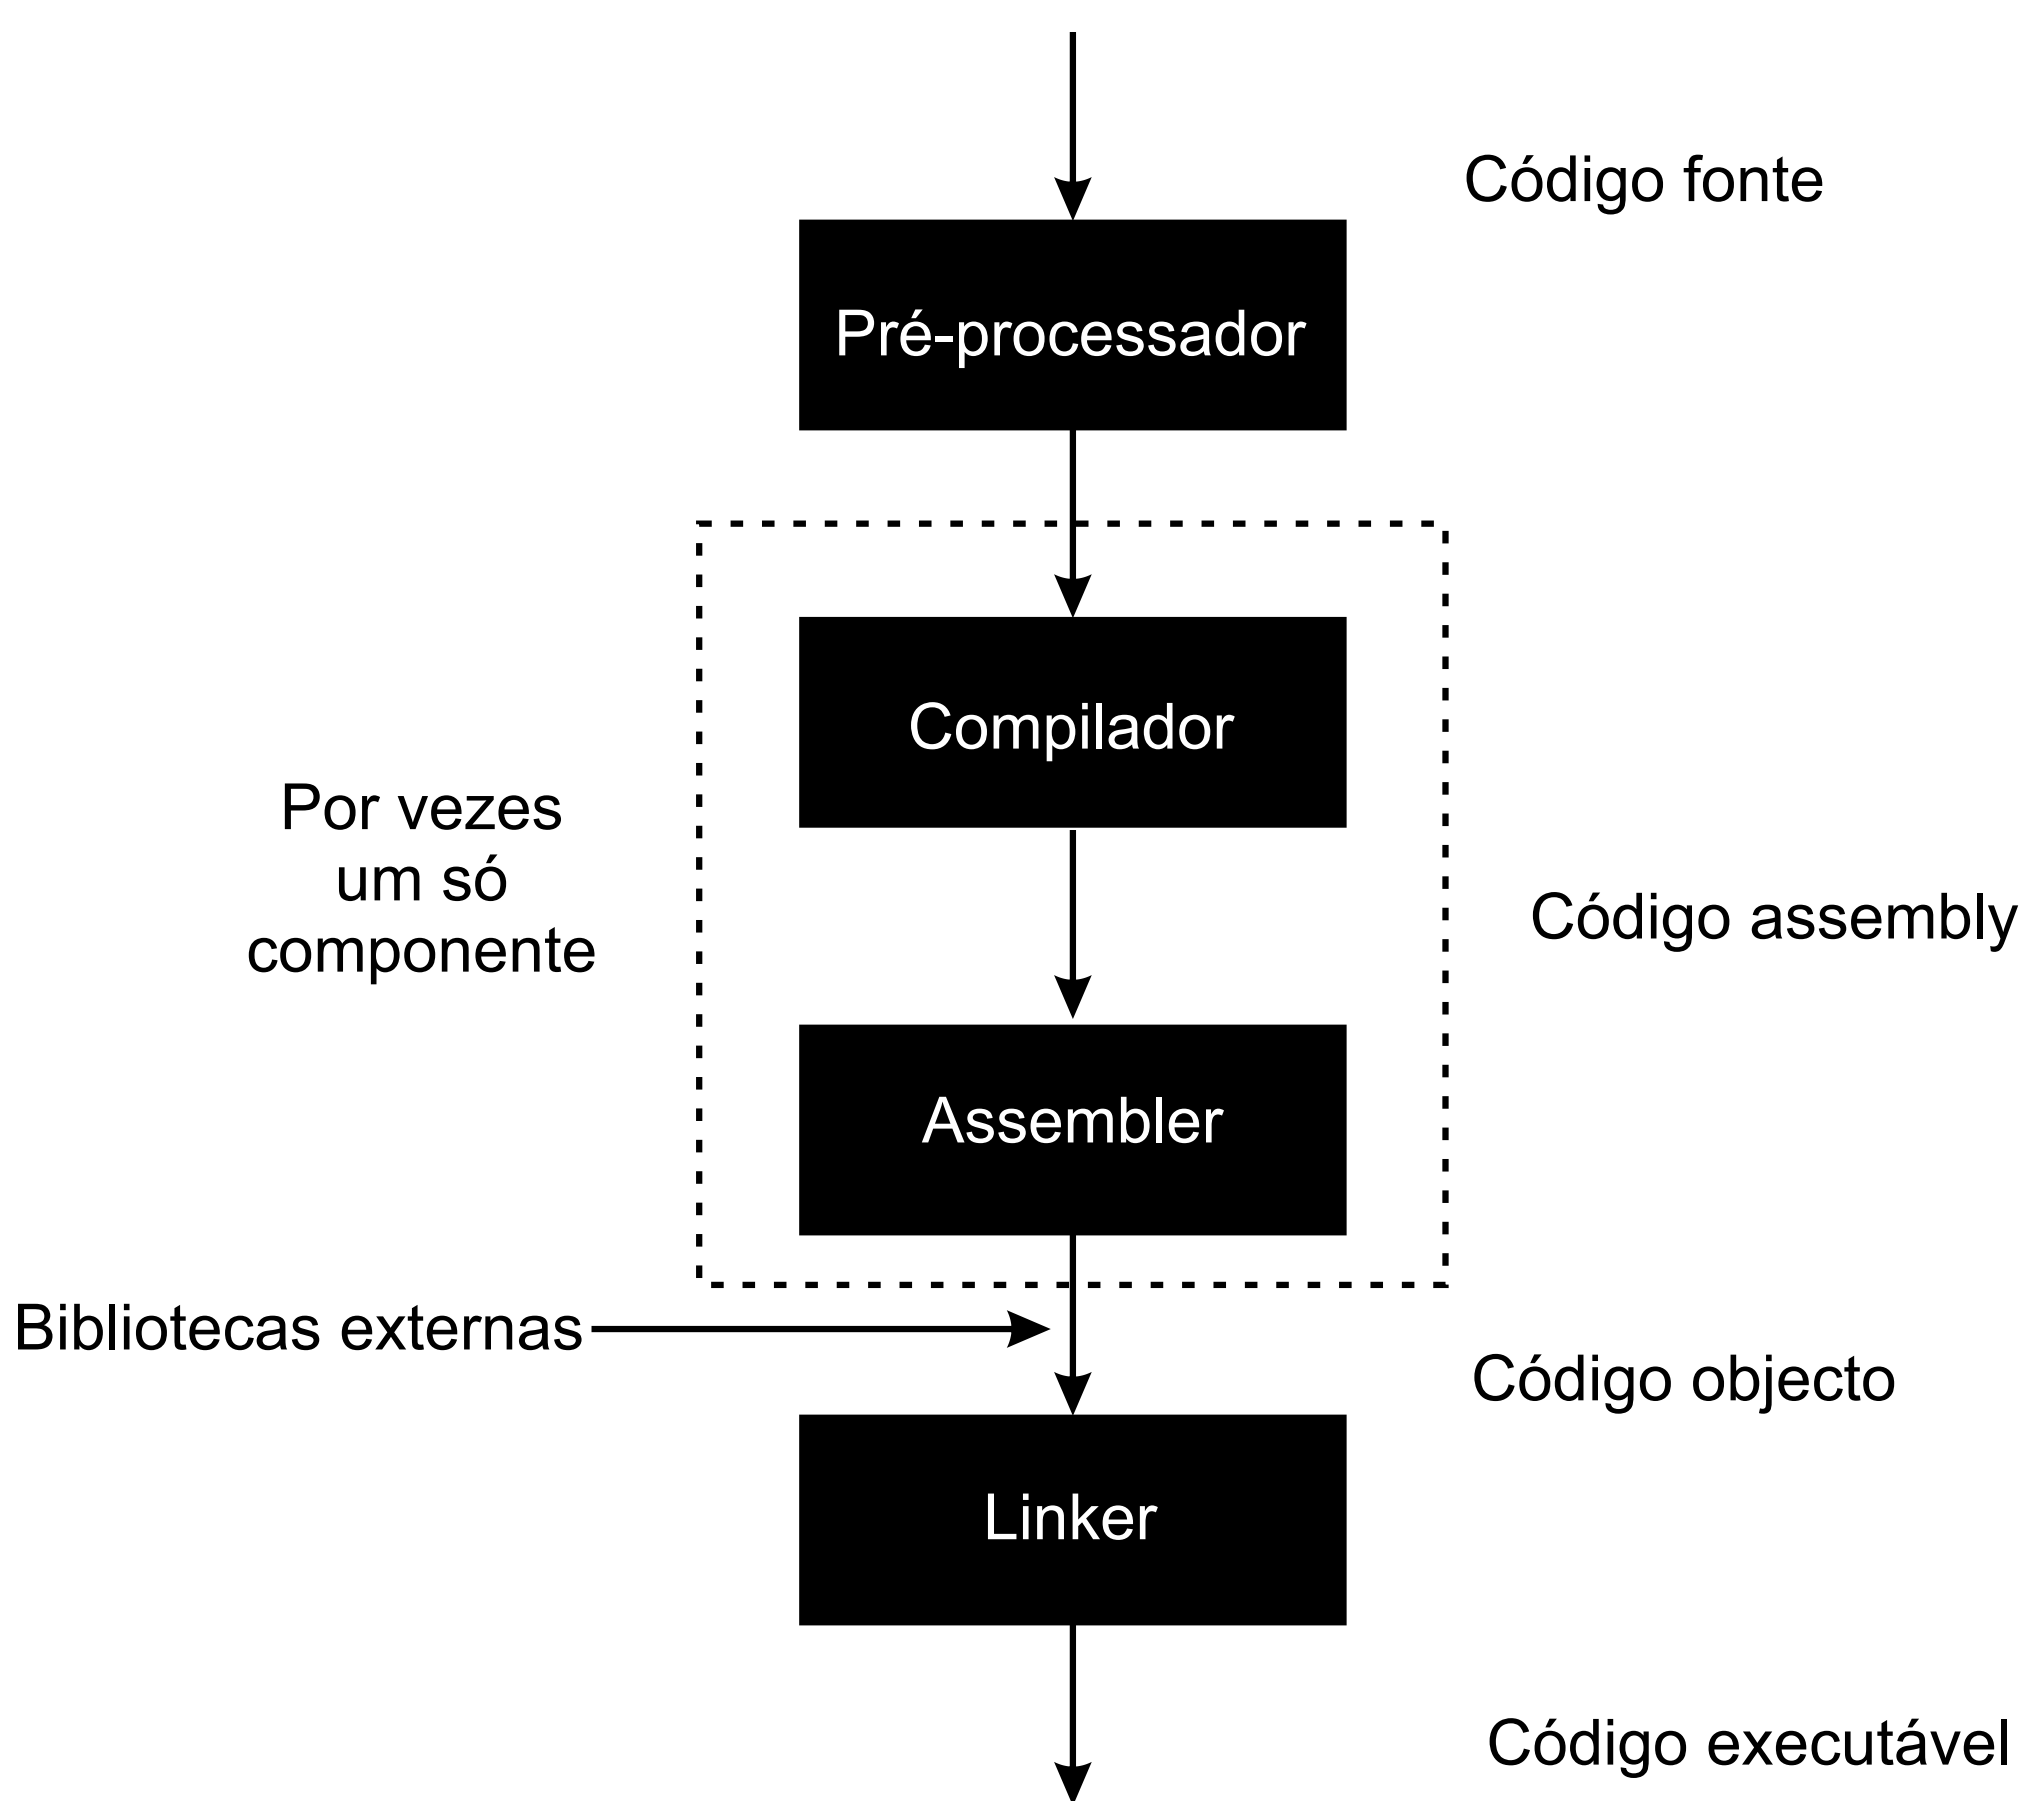 Código fonte
Pré-processador
Compilador
Por vezes
um só
componente
Código assembly
Assembler
Bibliotecas externas
Código objecto
Linker
Código executável